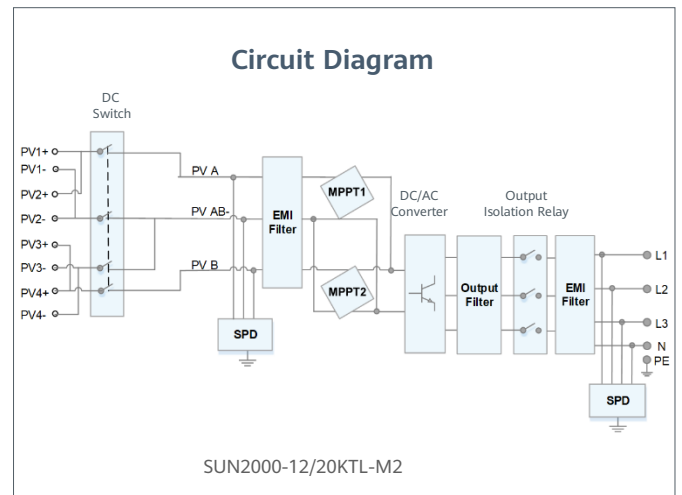 Circuit Diagram
DC
Switch
PV1+
PV1-
PV2+
PV2-
PV3+
PV3-
PV4+
PV4-
PV A
PV AB-
PV B
EMI
Filter
SPD
MPPT1
MPPT2
DC/AC
Converter
Output
Filter
Output
Isolation Relay
EMI
Filter
L1
L2
L3
N
PE
SPD
SUN2000-12/20KTL-M2